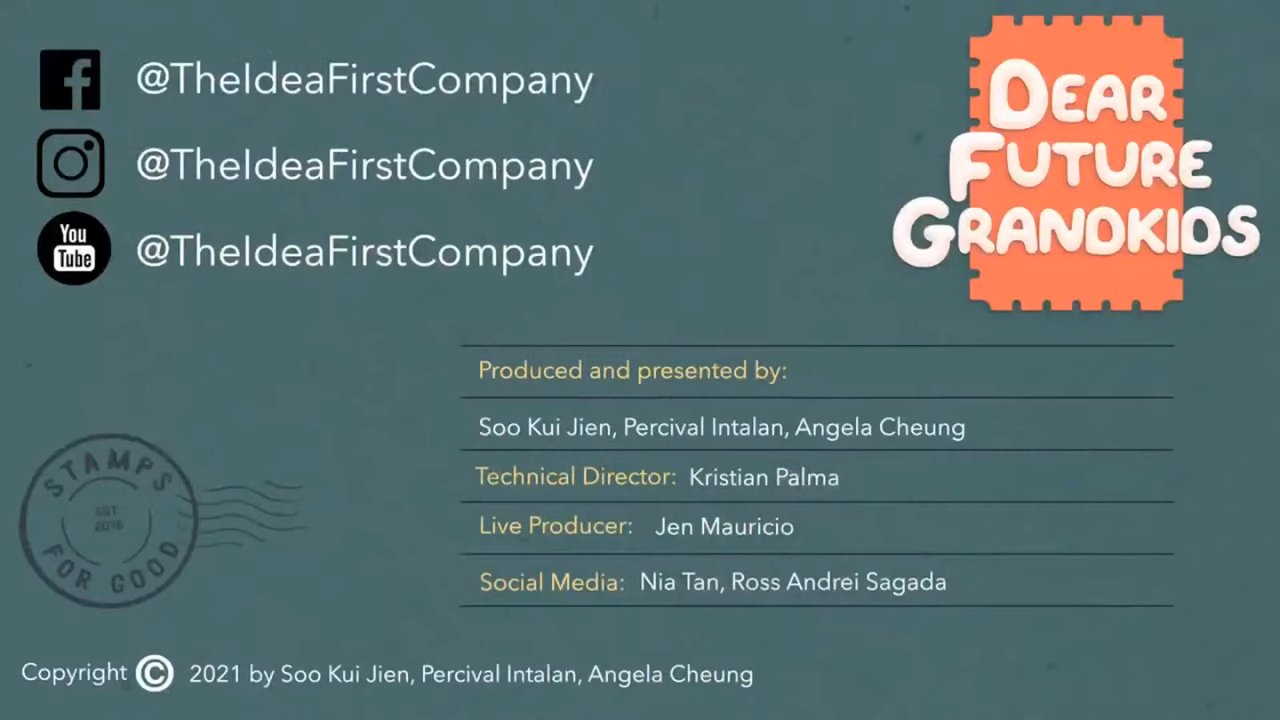 @TheIdeaFirstCompany
@TheIdeaFirstCompany
You
Tube
@TheIdeaFirstCompany
DEAR
FUTURE
GRANDKIDS
Produced and presented by:
Soo Kui Jien, Percival Intalan, Angela Cheung
Technical Director: Kristian Palma
Live Producer: Jen Mauricio
Social Media: Nia Tan, Ross Andrei Sagada
STAMPS
EST
FOR GOOD
Copyright © 2021 by Soo Kui Jien, Percival Intalan, Angela Cheung